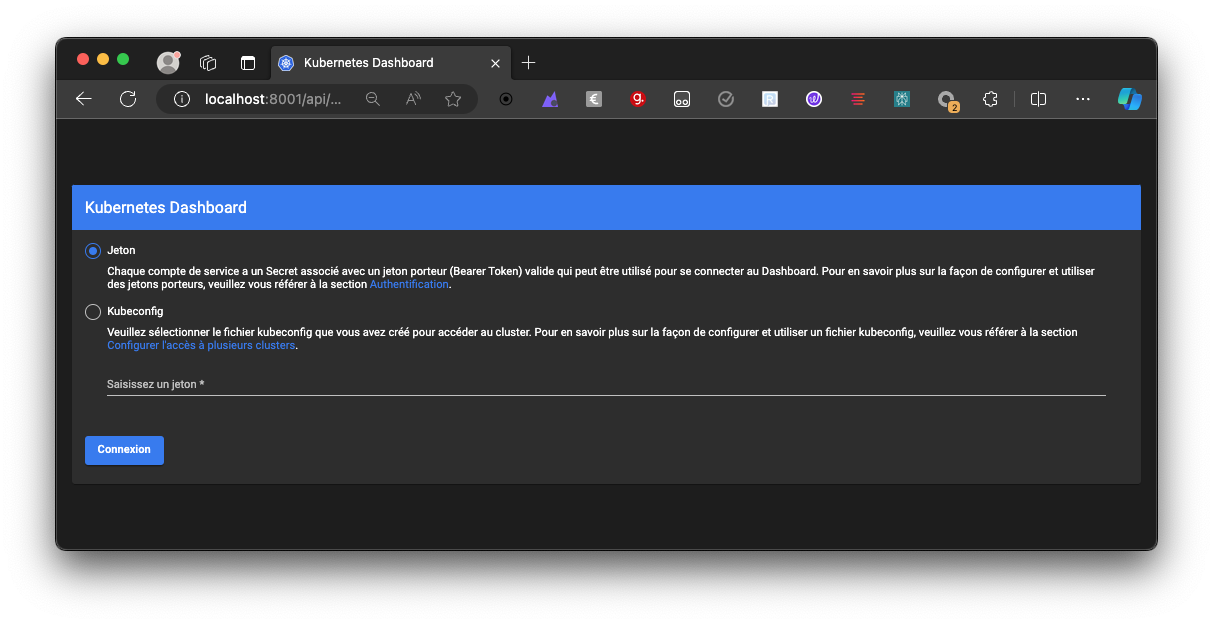 Kubernetes Dashboard
localhost:8001/api/...
2
Kubernetes Dashboard
Jeton
Chaque compte de service a un Secret associé avec un jeton porteur (Bearer Token) valide qui peut être utilisé pour se connecter au Dashboard. Pour en savoir plus sur la façon de configurer et utiliser
des jetons porteurs, veuillez vous référer à la section Authentification.
Kubeconfig
Veuillez sélectionner le fichier kubeconfig que vous avez créé pour accéder au cluster. Pour en savoir plus sur la façon de configurer et utiliser un fichier kubeconfig, veuillez vous référer à la section
Configurer l'accès à plusieurs clusters.
Saisissez un jeton *
Connexion